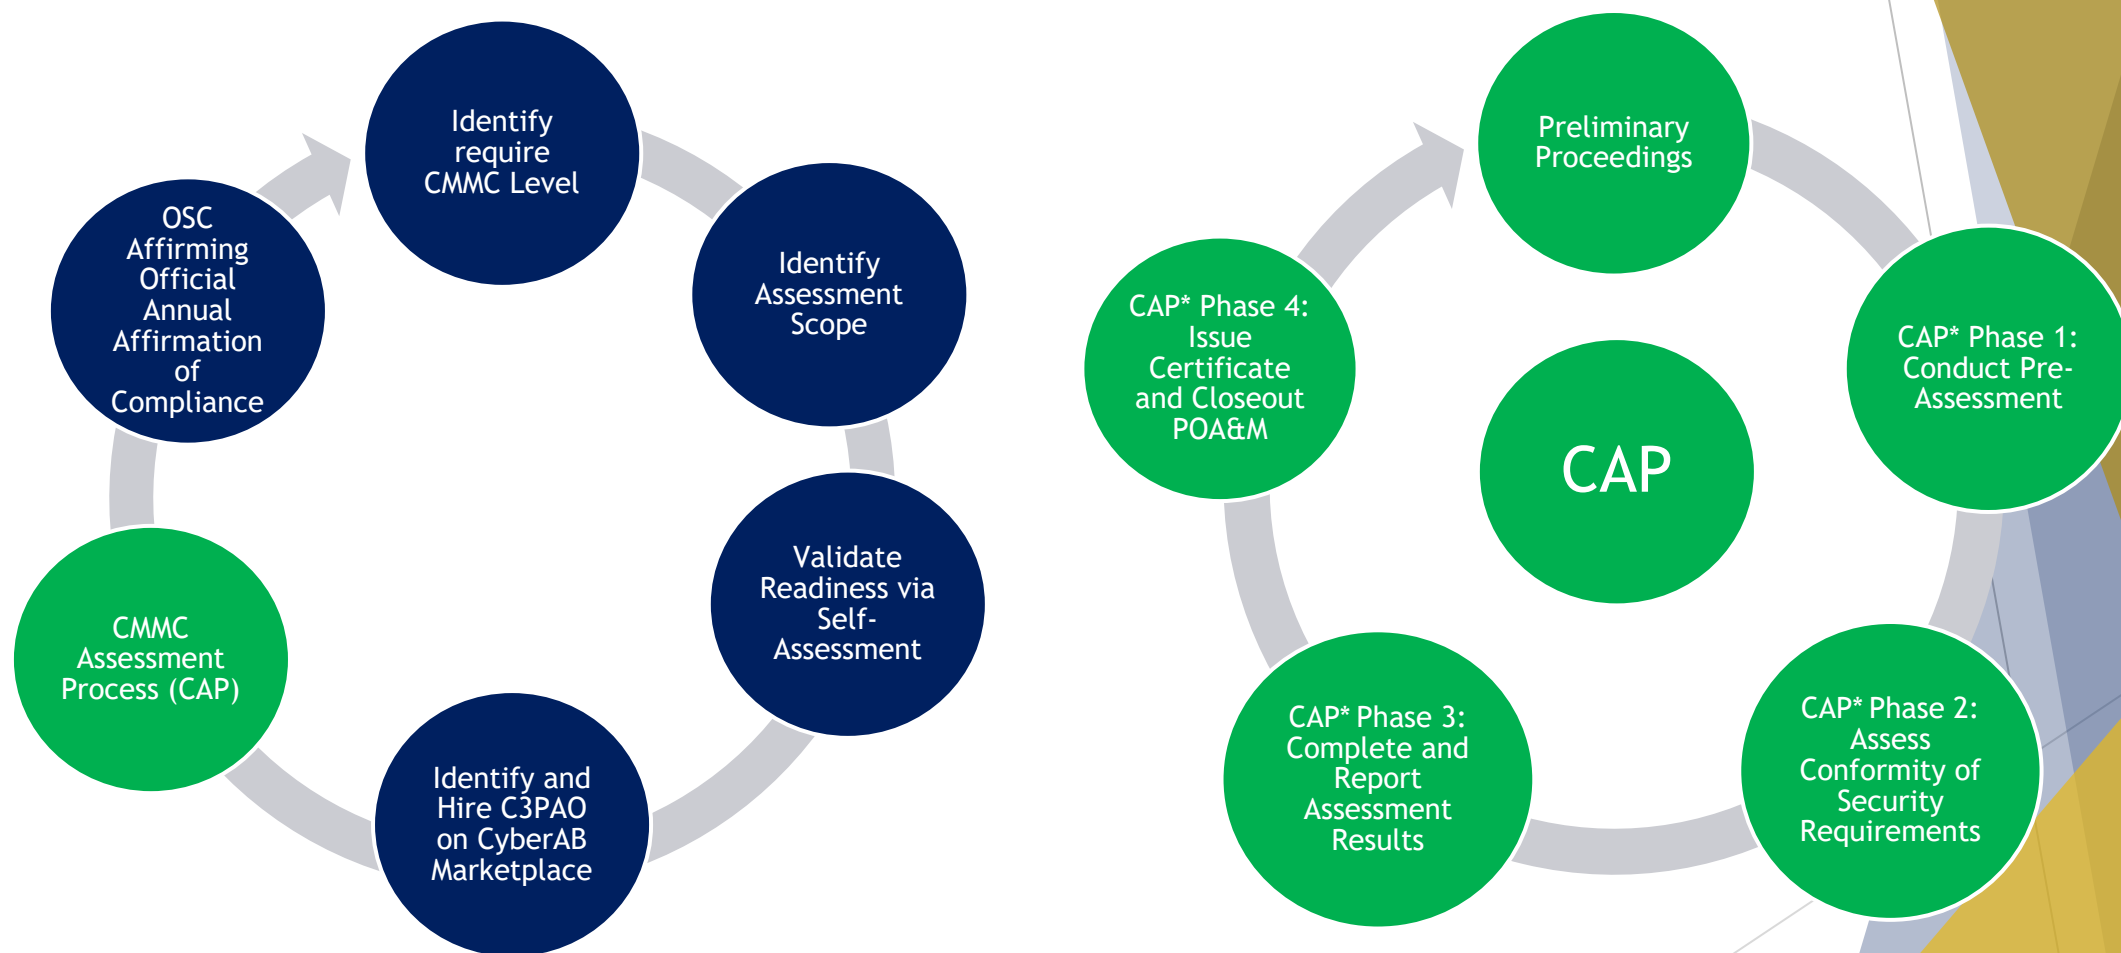 Identify
require
CMMC Level
Identify
Assessment
Scope
Validate
Readiness via
Self-
Assessment
Identify and
Hire C3PAO
on CyberAB
Marketplace
CMMC
Assessment
Process (CAP)
OSC
Affirming
Official
Annual
Affirmation
of
Compliance
Preliminary
Proceedings
CAP* Phase 1:
Conduct Pre-
Assessment
CAP* Phase 2:
Assess
Conformity of
Security
Requirements
CAP* Phase 3:
Complete and
Report
Assessment
Results
CAP* Phase 4:
Issue
Certificate
and Closeout
POA&M
CAP